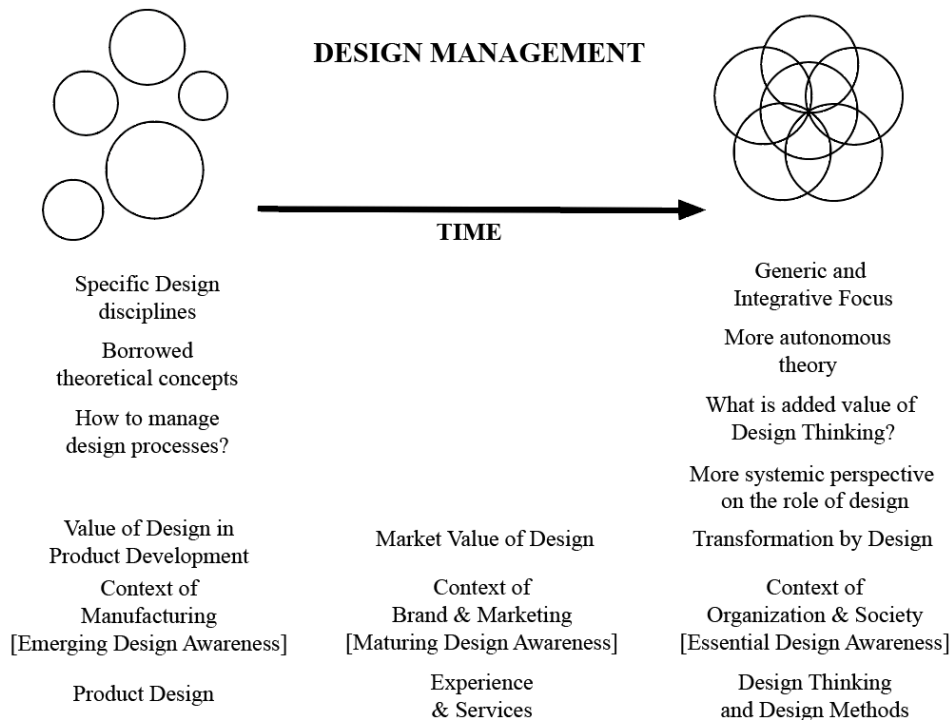 DESIGN MANAGEMENT
TIME
Specific Design
disciplines
Borrowed
theoretical concepts
How to manage
design processes?
Generic and
Integrative Focus
More autonomous
theory
What is added value of
Design Thinking?
More systemic perspective
on the role of design
Value of Design in
Product Development
Market Value of Design
Transformation by Design
Context of
Manufacturing
[Emerging Design Awareness]
Context of
Brand & Marketing
[Maturing Design Awareness]
Context of
Organization & Society
[Essential Design Awareness]
Product Design
Experience
& Services
Design Thinking
and Design Methods